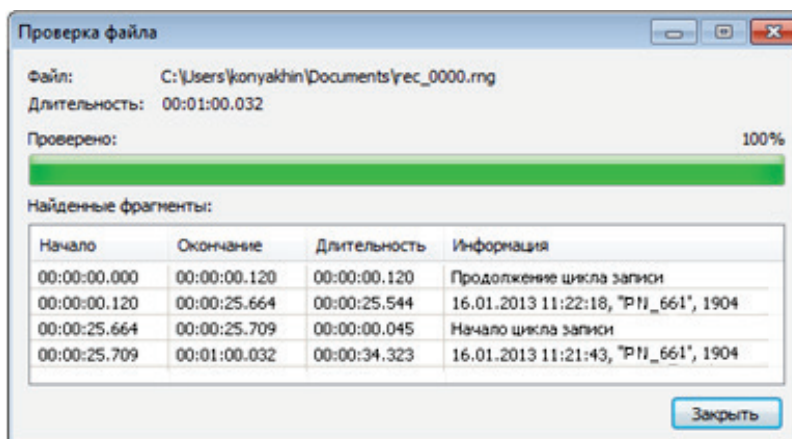 Проверка файла
Файл: C:\Users\konyakhin\Documents\rec_0000.rng
Длительность: 00:01:00.032
Проверено: 100%
Найденные фрагменты:
Начало Окончание Длительность Информация
00:00:00.000 00:00:00.120 00:00:00.120 Продолжение цикла записи
00:00:00.120 00:00:25.664 00:00:25.544 16.01.2013 11:22:18, "PN_661", 1904
00:00:25.664 00:00:25.709 00:00:00.045 Начало цикла записи
00:00:25.709 00:01:00.032 00:00:34.323 16.01.2013 11:21:43, "PN_661", 1904
Закрыть